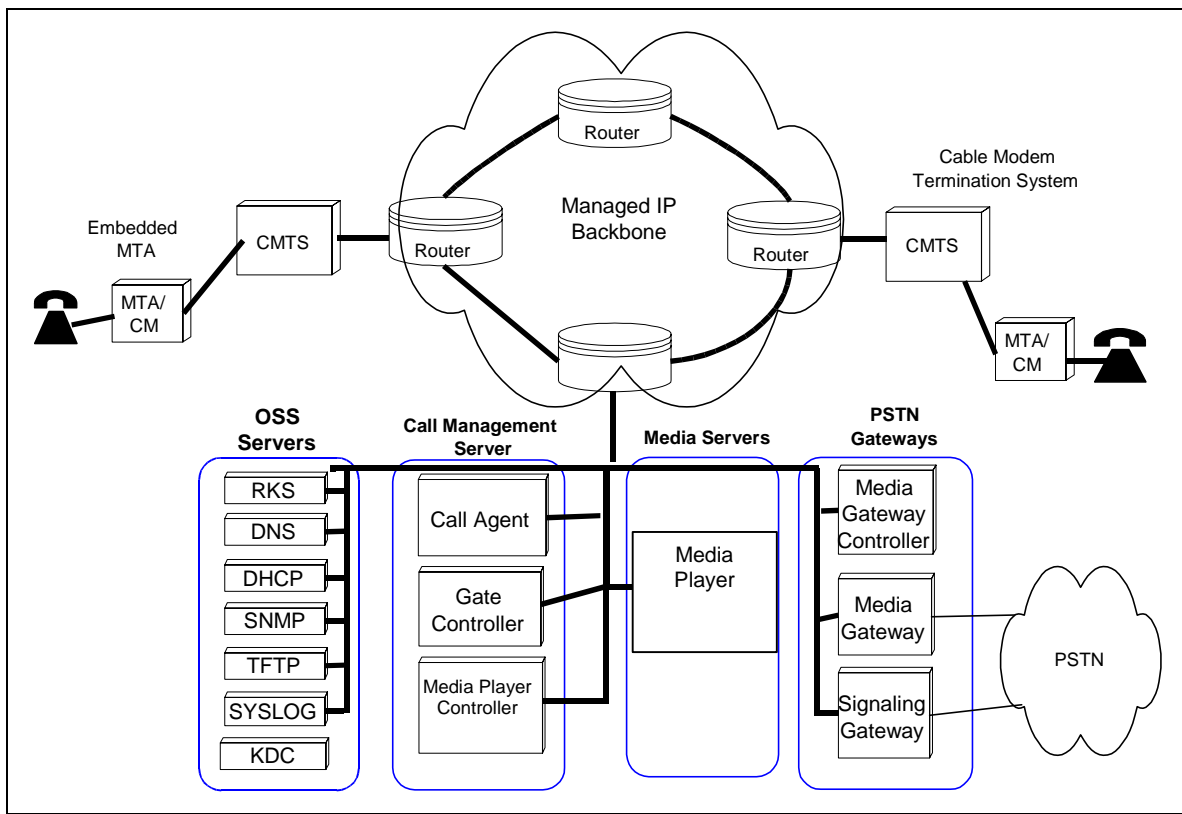 Router
Cable Modem
Termination System
Managed IP
Backbone
Embedded
MTA
CMTS
Router
Router
CMTS
MTA/
CM
MTA/
CM
OSS
Servers
Call Management
Server
Media Servers
PSTN
Gateways
RKS
DNS
DHCP
SNMP
TFTP
SYSLOG
KDC
Call Agent
Gate
Controller
Media Player
Controller
Media
Player
Media
Gateway
Controller
Media
Gateway
Signaling
Gateway
PSTN